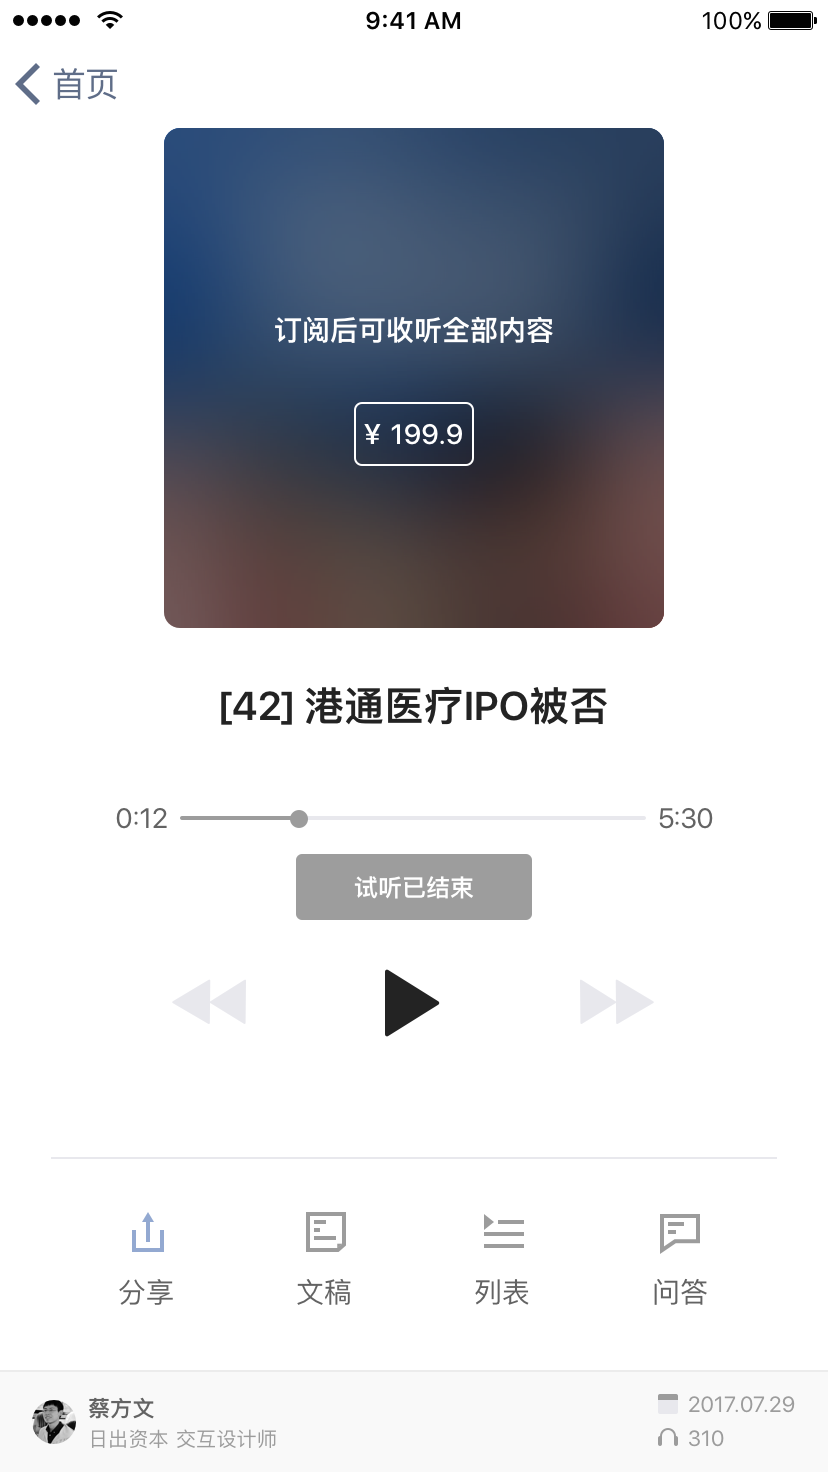 9:41 AM
100%
首页
订阅后可收听全部内容
¥ 199.9
[42] 港通医疗IPO被否
0:12
5:30
试听已结束
分享
文稿
列表
问答
蔡方文
日出资本 交互设计师
2017.07.29
310